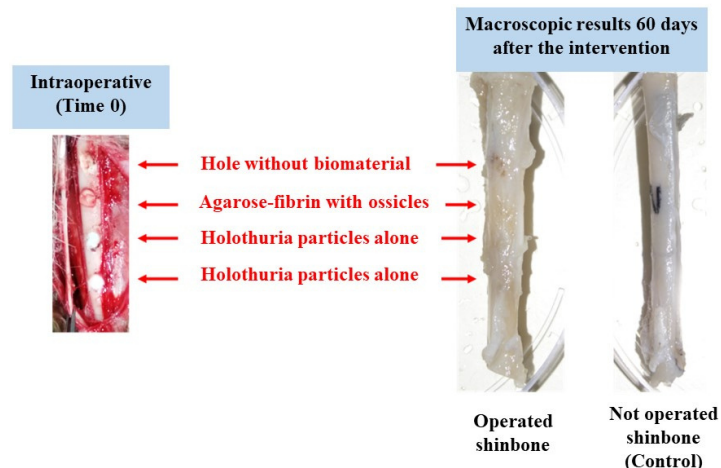 Macroscopic results 60 days
after the intervention
Intraoperative
(Time 0)
Hole without biomaterial
Agarose-fibrin with ossicles
Holothuria particles alone
Holothuria particles alone
Operated
shinbone
Not operated
shinbone
(Control)